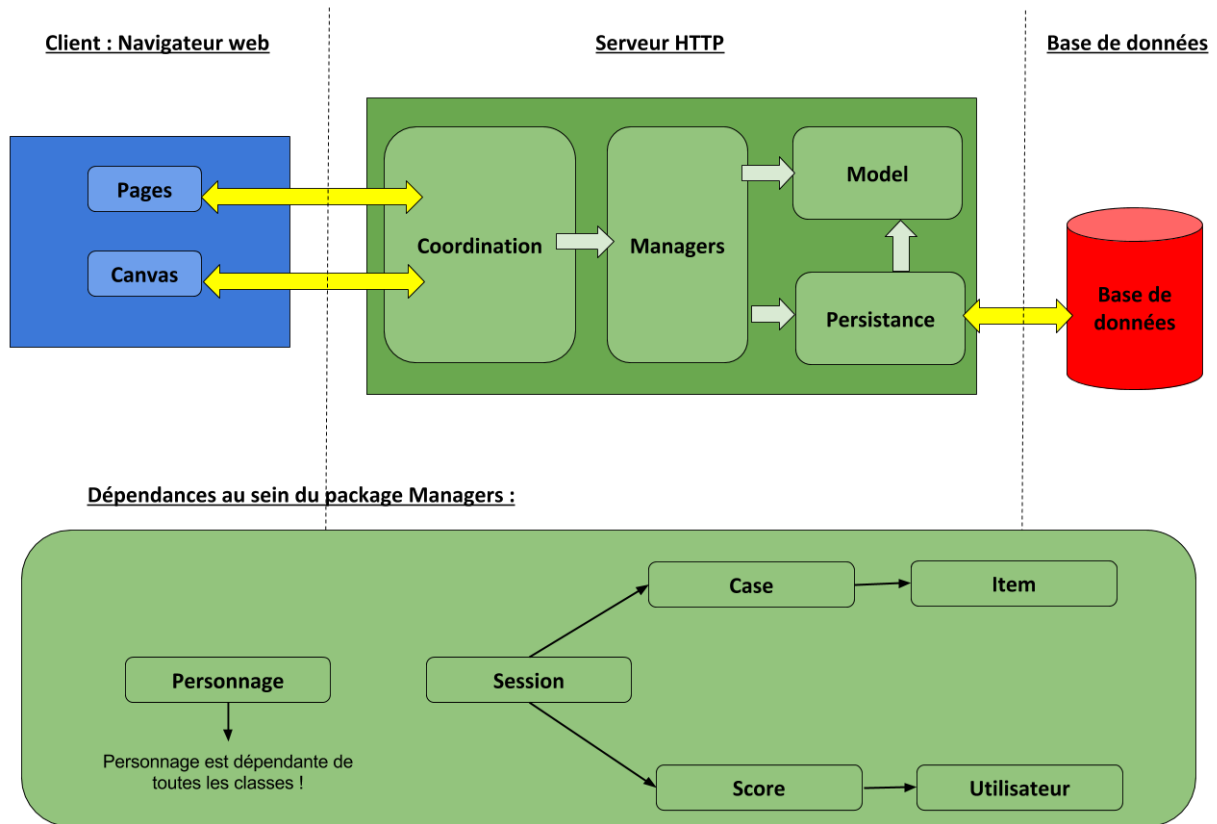 Client : Navigateur web
Serveur HTTP
Base de données
Pages
Canvas
Coordination
Managers
Model
Persistance
Base de
données
Dépendances au sein du package Managers :
Case
Item
Personnage
Session
Personnage est dépendante de
toutes les classes !
Score
Utilisateur